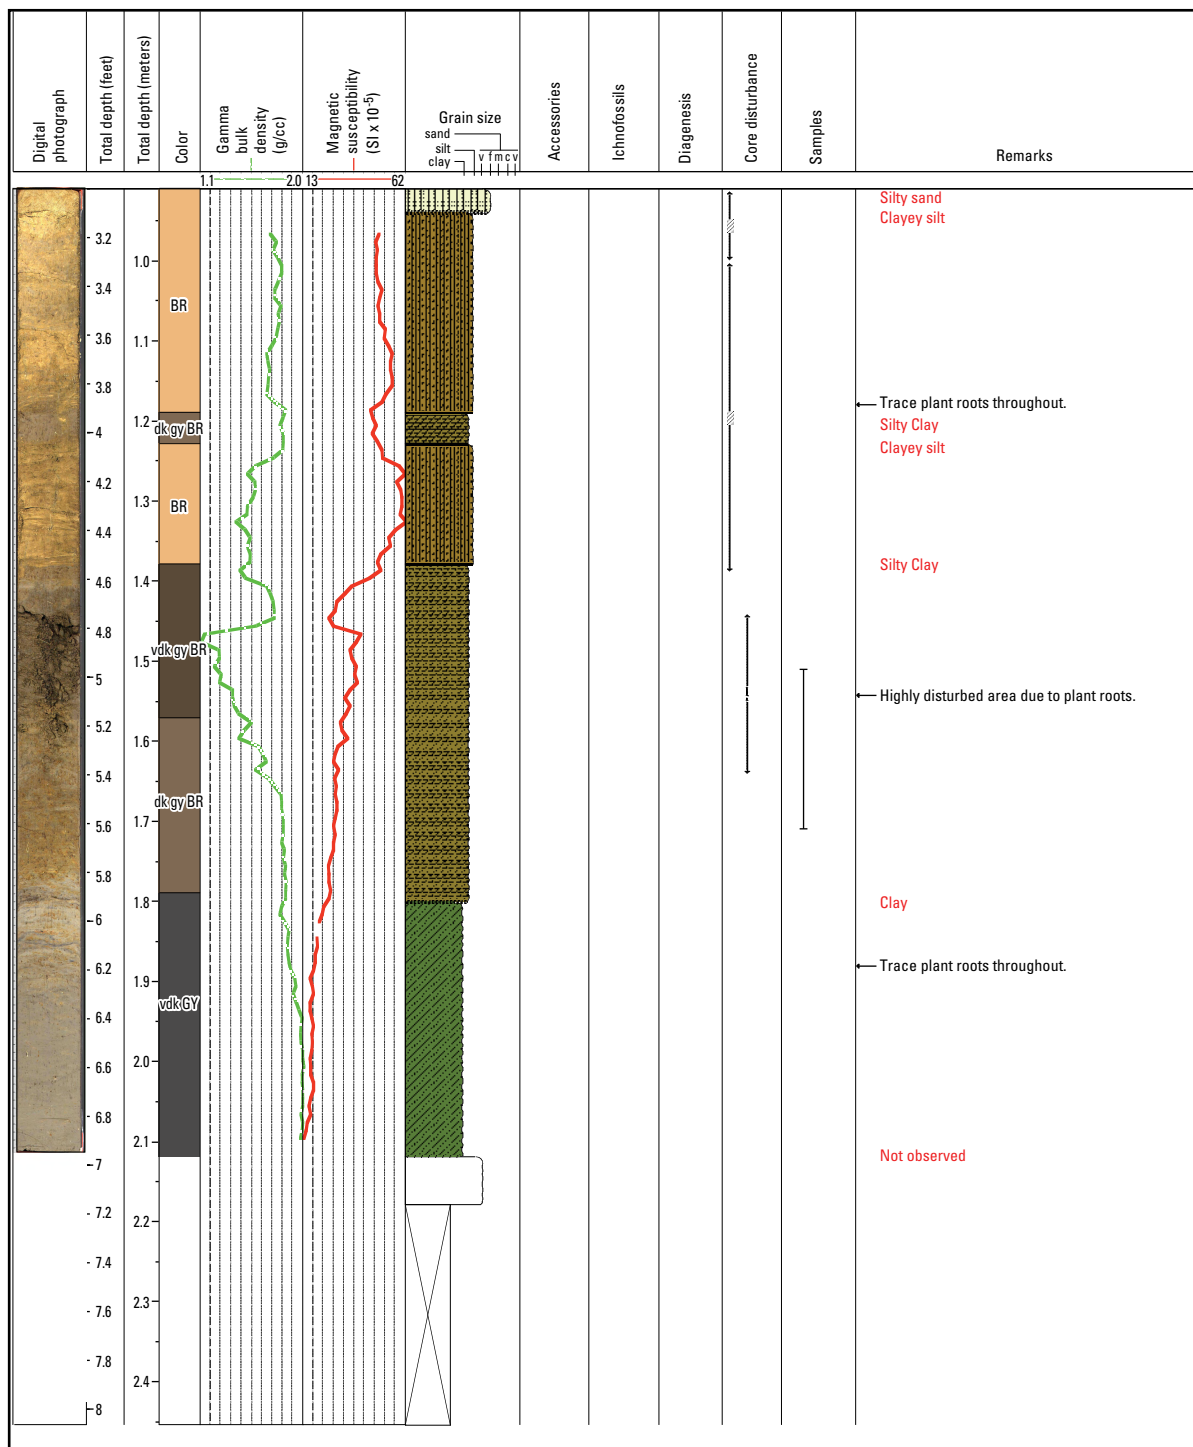 Digital photograph
Total depth (feet)
Total depth (meters)
Color
Gamma bulk density (g/cc)
Magnetic susceptibility (SI x 10-5)
Grain size
sand
silt
clay
v f m c v
Accessories
Ichnofossils
Diagenesis
Core disturbance
Samples
Remarks
1.1 2.0 13 62
Silty sand
Clayey silt
3.2
1.0
3.4
BR
3.6
1.1
3.8
Trace plant roots throughout.
1.2
dk gy BR
Silty Clay
4
Clayey silt
4.2
1.3
BR
4.4
Silty Clay
4.6
1.4
4.8
vdk gy BR
1.5
5
Highly disturbed area due to plant roots.
5.2
1.6
5.4
dk gy BR
1.7
5.6
5.8
1.8
Clay
6
Trace plant roots throughout.
6.2
1.9
vdk GY
6.4
2.0
6.6
6.8
2.1
Not observed
7
7.2
2.2
7.4
2.3
7.6
7.8
2.4
8